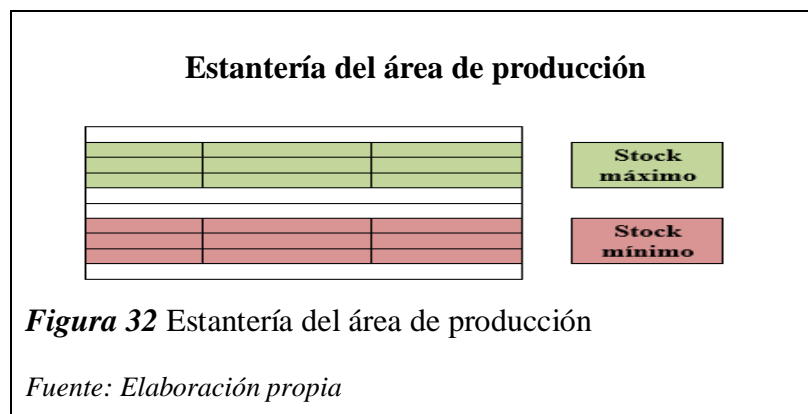 Estantería del área de producción
Stock
máximo
Stock
mínimo
Figura 32 Estantería del área de producción
Fuente: Elaboración propia